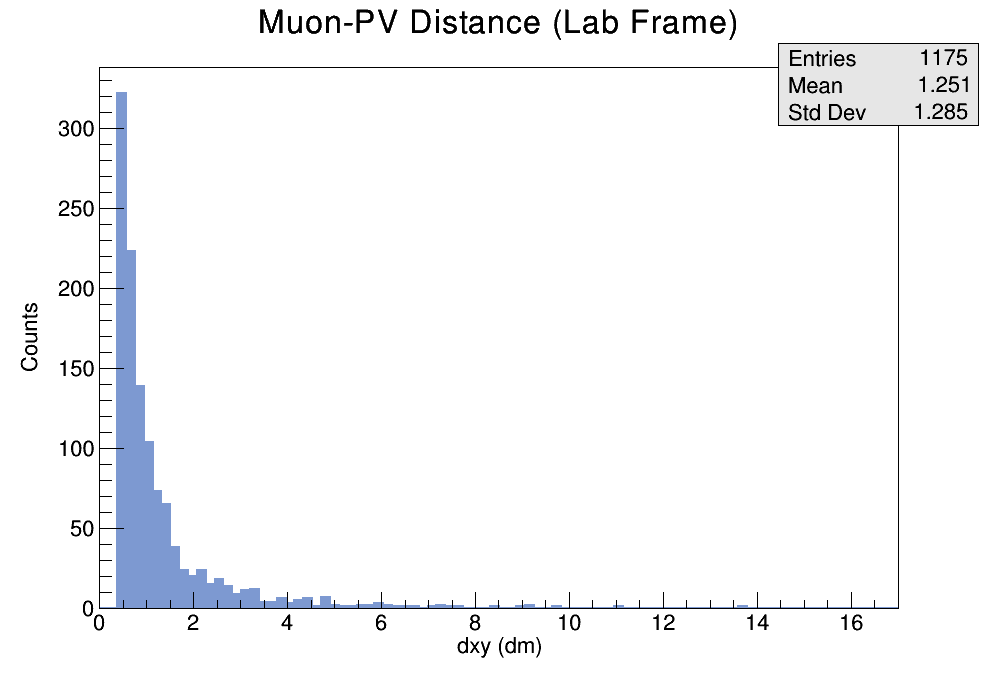 Muon-PV Distance (Lab Frame)
Entries 1175
Mean 1.251
Std Dev 1.285
300
250
200
150
100
50
0
Counts
0 2 4 6 8 10 12 14 16
dxy (dm)